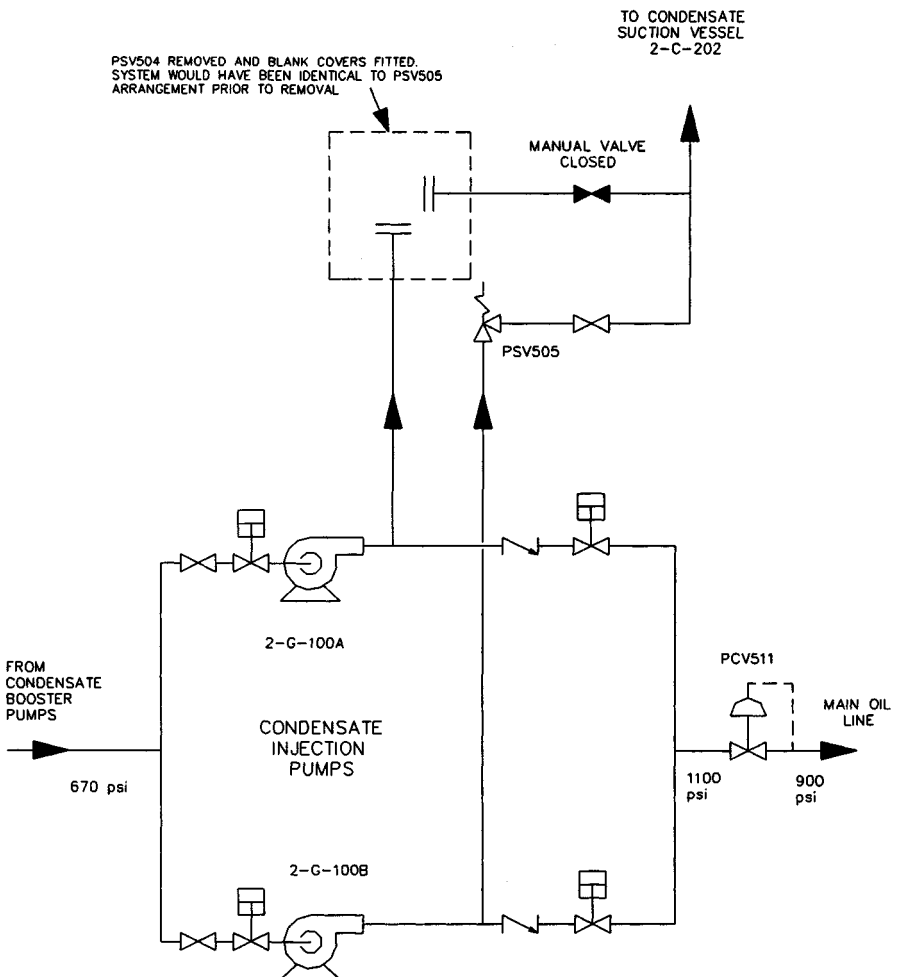 TO CONDENSATE
SUCTION VESSEL
2-C-202
PSV504 REMOVED AND BLANK COVERS FITTED.
SYSTEM WOULD HAVE BEEN IDENTICAL TO PSV505
ARRANGEMENT PRIOR TO REMOVAL
MANUAL VALVE
CLOSED
PSV505
2-G-100A
FROM
CONDENSATE
BOOSTER
PUMPS
670 psi
CONDENSATE
INJECTION
PUMPS
PCV511
MAIN OIL
LINE
1100
psi
900
psi
2-G-100B